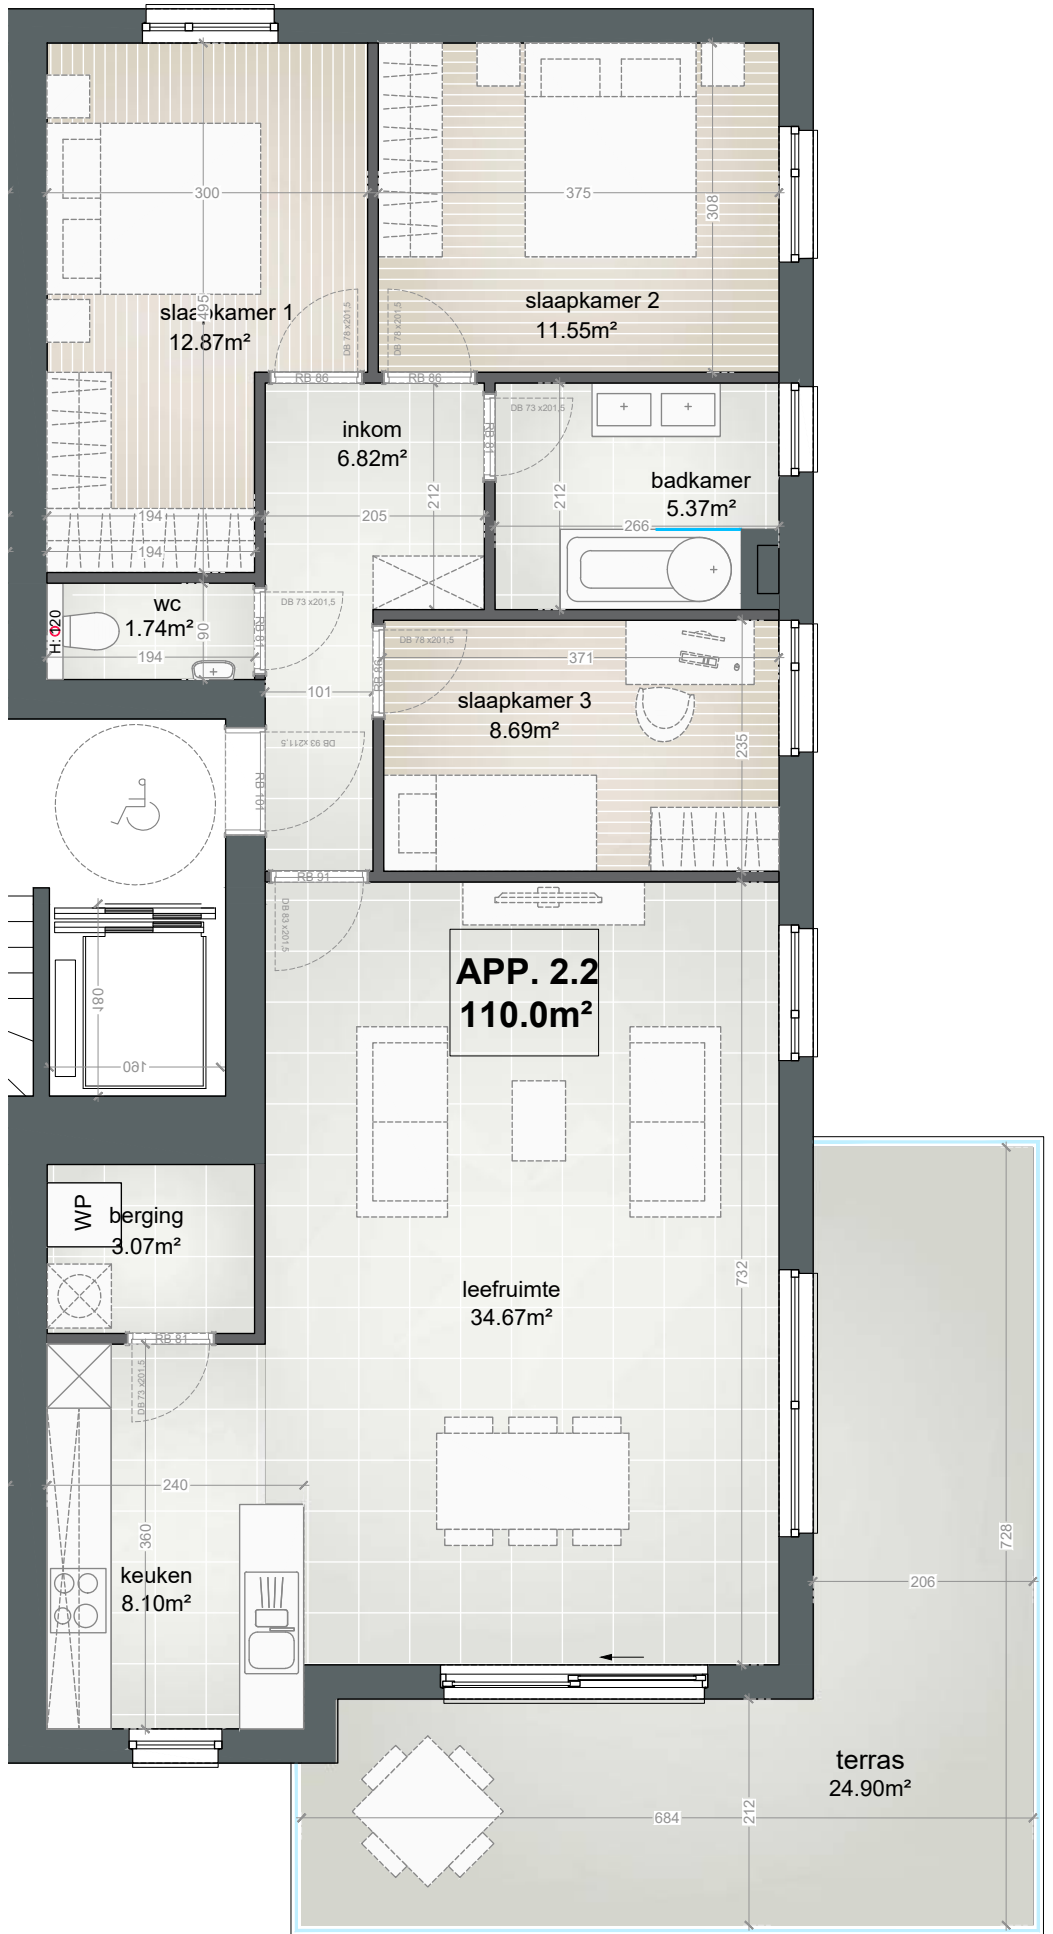 300
375
308
495
slaapkamer 1
12.87m²
slaapkamer 2
11.55m²
DB 78 x201,5
DB 78 x201,5
RB 86
RB 86
inkom
6.82m²
DB 73 x201,5
RB 81
badkamer
5.37m²
212
212
194
205
266
194
wc
1.74m²
H: 120
90
194
DB 73 x201,5
RB 81
DB 78 x201,5
RB 86
371
101
slaapkamer 3
8.69m²
235
DB 93 x211,5
RB 101
RB 91
DB 83 x201,5
APP. 2.2
110.0m²
180
160
WP
berging
3.07m²
732
leefruimte
34.67m²
RB 81
DB 73 x201,5
240
360
keuken
8.10m²
728
206
terras
24.90m²
684
212